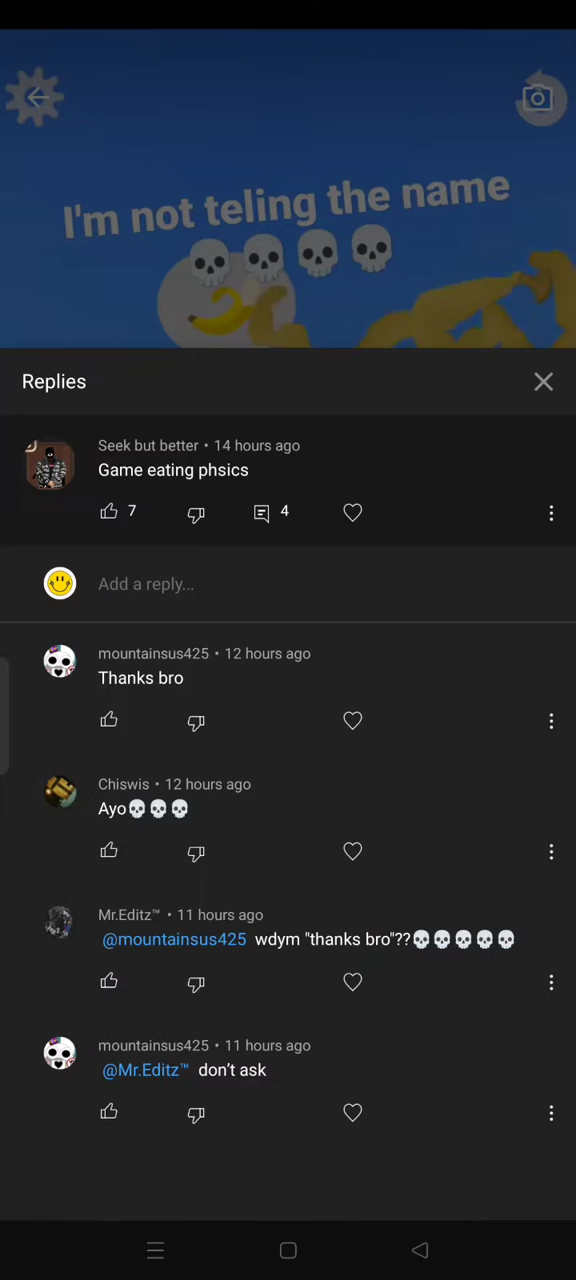 I'm not teling the name
💀💀💀💀
Replies
Seek but better • 14 hours ago
Game eating phsics
7 4
Add a reply...
mountainsus425 • 12 hours ago
Thanks bro
Chiswis • 12 hours ago
Ayo💀💀💀
Mr.Editz™ • 11 hours ago
@mountainsus425 wdym "thanks bro"??💀💀💀💀💀
mountainsus425 • 11 hours ago
@Mr.Editz™ don't ask